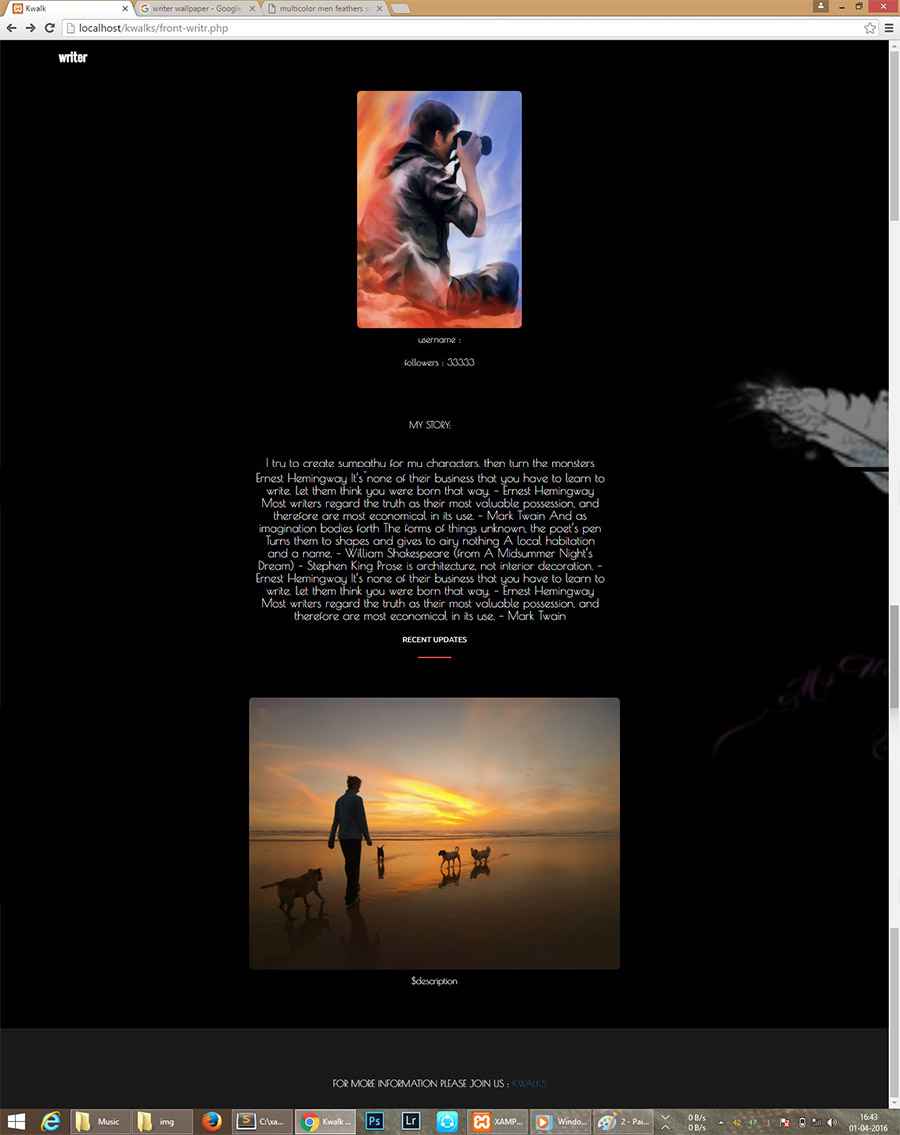 Kwalk
writer wallpaper - Google
multicolor men feathers s
localhost/kwalks/front-writr.php
writer
username :
followers : 33333
MY STORY.
I try to create sympathy for my characters, then turn the monsters
Ernest Hemingway It's none of their business that you have to learn to
write. Let them think you were born that way. – Ernest Hemingway
Most writers regard the truth as their most valuable possession, and
therefore are most economical in its use. – Mark Twain And as
imagination bodies forth The forms of things unknown, the poet's pen
Turns them to shapes and gives to airy nothing A local habitation
and a name. – William Shakespeare (from A Midsummer Night's
Dream) – Stephen King Prose is architecture, not interior decoration. –
Ernest Hemingway It's none of their business that you have to learn to
write. Let them think you were born that way. – Ernest Hemingway
Most writers regard the truth as their most valuable possession, and
therefore are most economical in its use. – Mark Twain
RECENT UPDATES
$description
FOR MORE INFORMATION PLEASE JOIN US : KWALKS
Music
img
C:\xa...
Kwalk ...
Ps
Lr
XAMP...
Windo...
2 - Pai...
0 B/s
0 B/s
16:43
01-04-2016